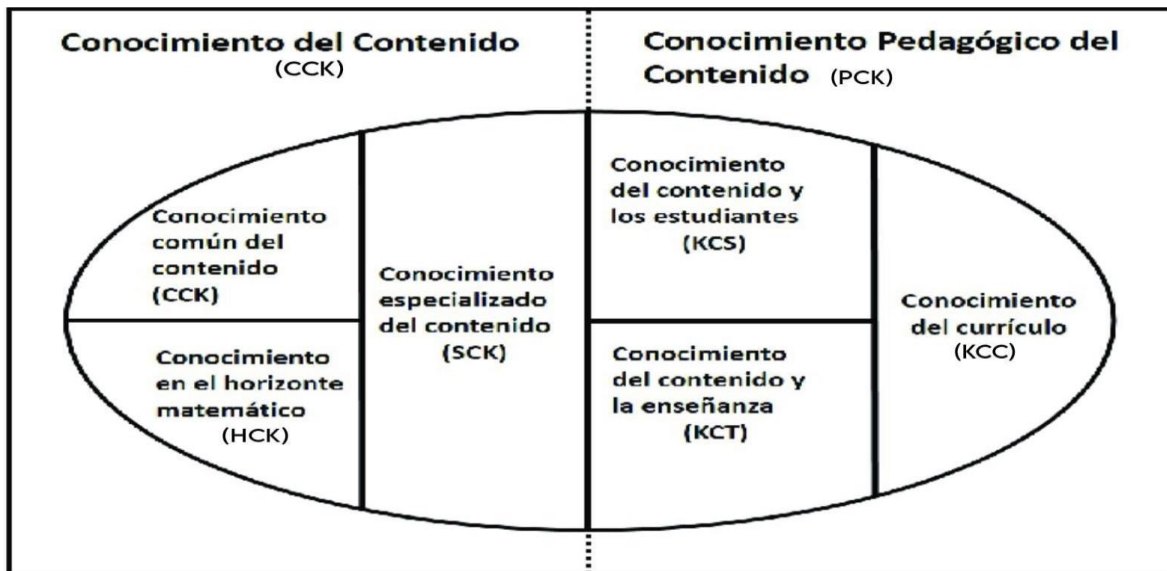 Conocimiento del Contenido
(CCK)
Conocimiento Pedagógico del
Contenido (PCK)
Conocimiento
común del
contenido
(CCK)
Conocimiento
en el horizonte
matemático
(HCK)
Conocimiento
especializado
del contenido
(SCK)
Conocimiento
del contenido y
los estudiantes
(KCS)
Conocimiento
del contenido y
la enseñanza
(KCT)
Conocimiento
del currículo
(KCC)